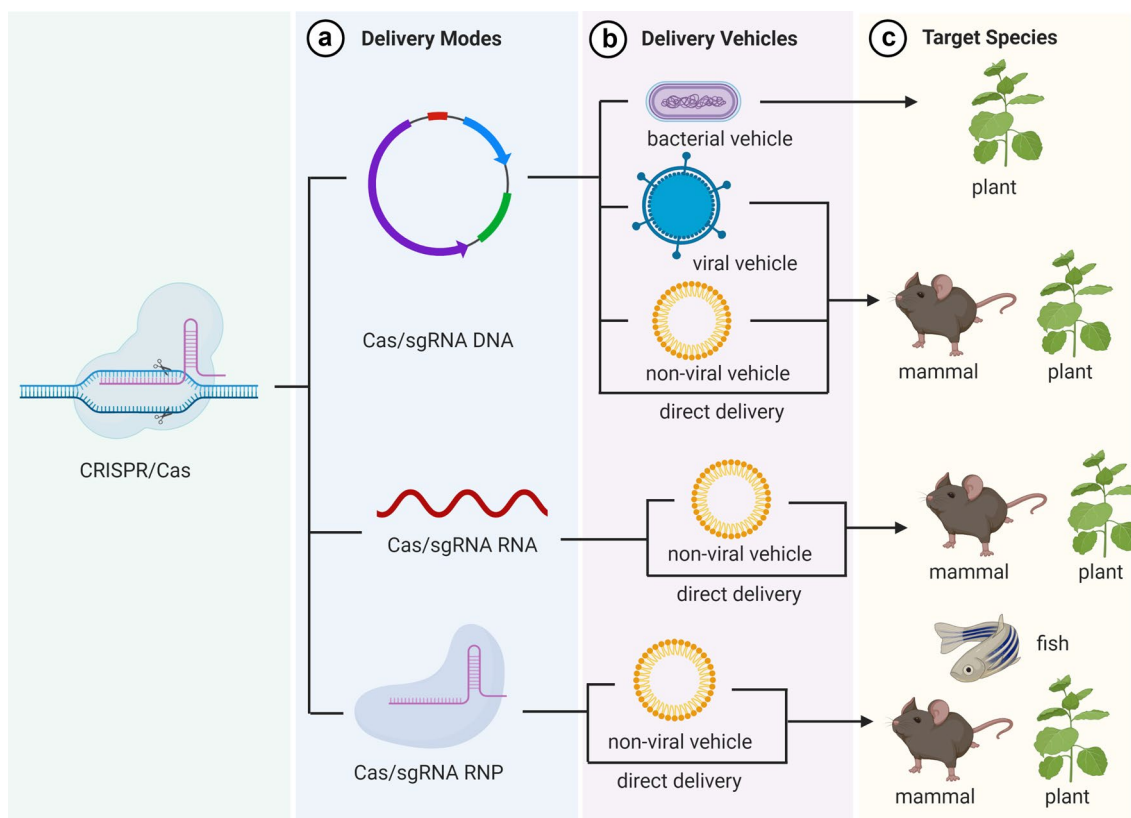 a Delivery Modes
b Delivery Vehicles
c Target Species
bacterial vehicle
plant
viral vehicle
Cas/sgRNA DNA
non-viral vehicle
mammal
plant
direct delivery
CRISPR/Cas
Cas/sgRNA RNA
non-viral vehicle
mammal
plant
direct delivery
fish
Cas/sgRNA RNP
non-viral vehicle
direct delivery
mammal
plant